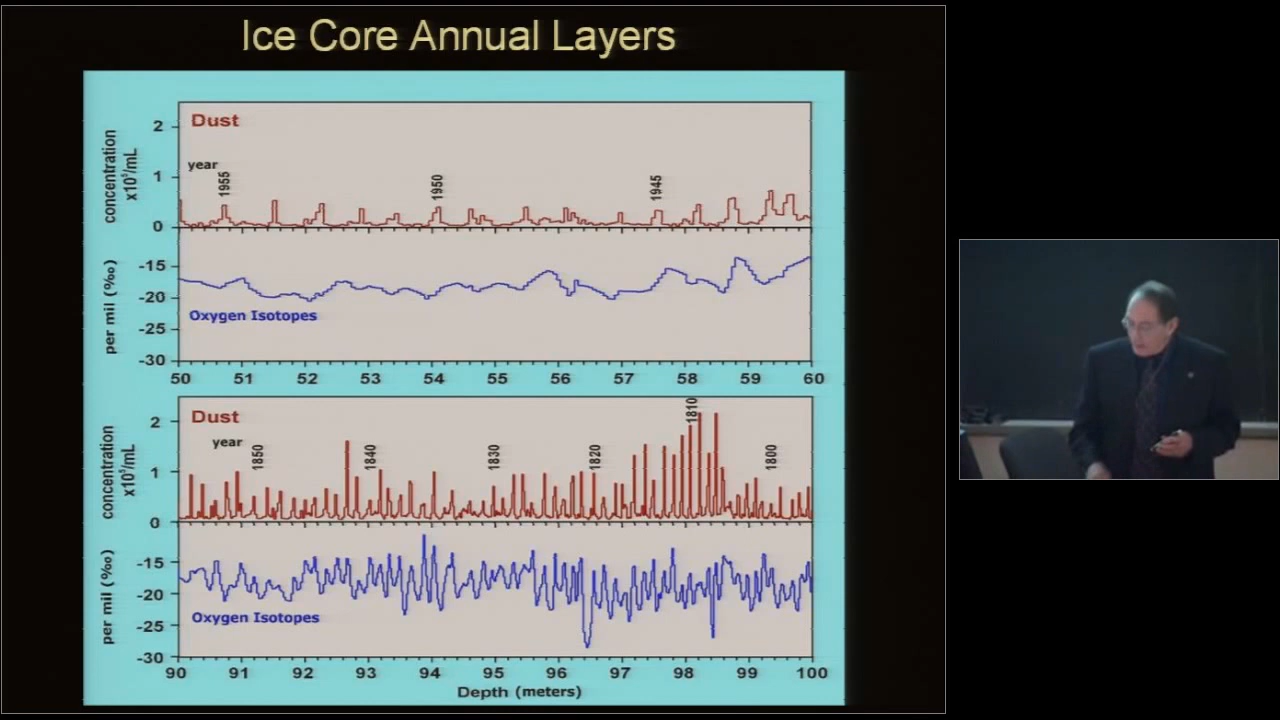 Ice Core Annual Layers
Dust
year
1955
1950
1945
concentration
x10⁵/mL
2
1
0
Oxygen Isotopes
per mil (‰)
-15
-20
-25
-30
50 51 52 53 54 55 56 57 58 59 60
Dust
year
1850
1840
1830
1820
1810
1800
concentration
x10⁵/mL
2
1
0
Oxygen Isotopes
per mil (‰)
-15
-20
-25
-30
90 91 92 93 94 95 96 97 98 99 100
Depth (meters)